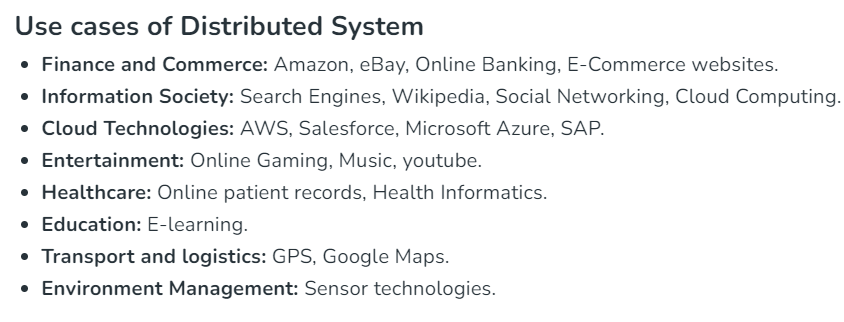 Use cases of Distributed System
• Finance and Commerce: Amazon, eBay, Online Banking, E-Commerce websites.
• Information Society: Search Engines, Wikipedia, Social Networking, Cloud Computing.
• Cloud Technologies: AWS, Salesforce, Microsoft Azure, SAP.
• Entertainment: Online Gaming, Music, youtube.
• Healthcare: Online patient records, Health Informatics.
• Education: E-learning.
• Transport and logistics: GPS, Google Maps.
• Environment Management: Sensor technologies.